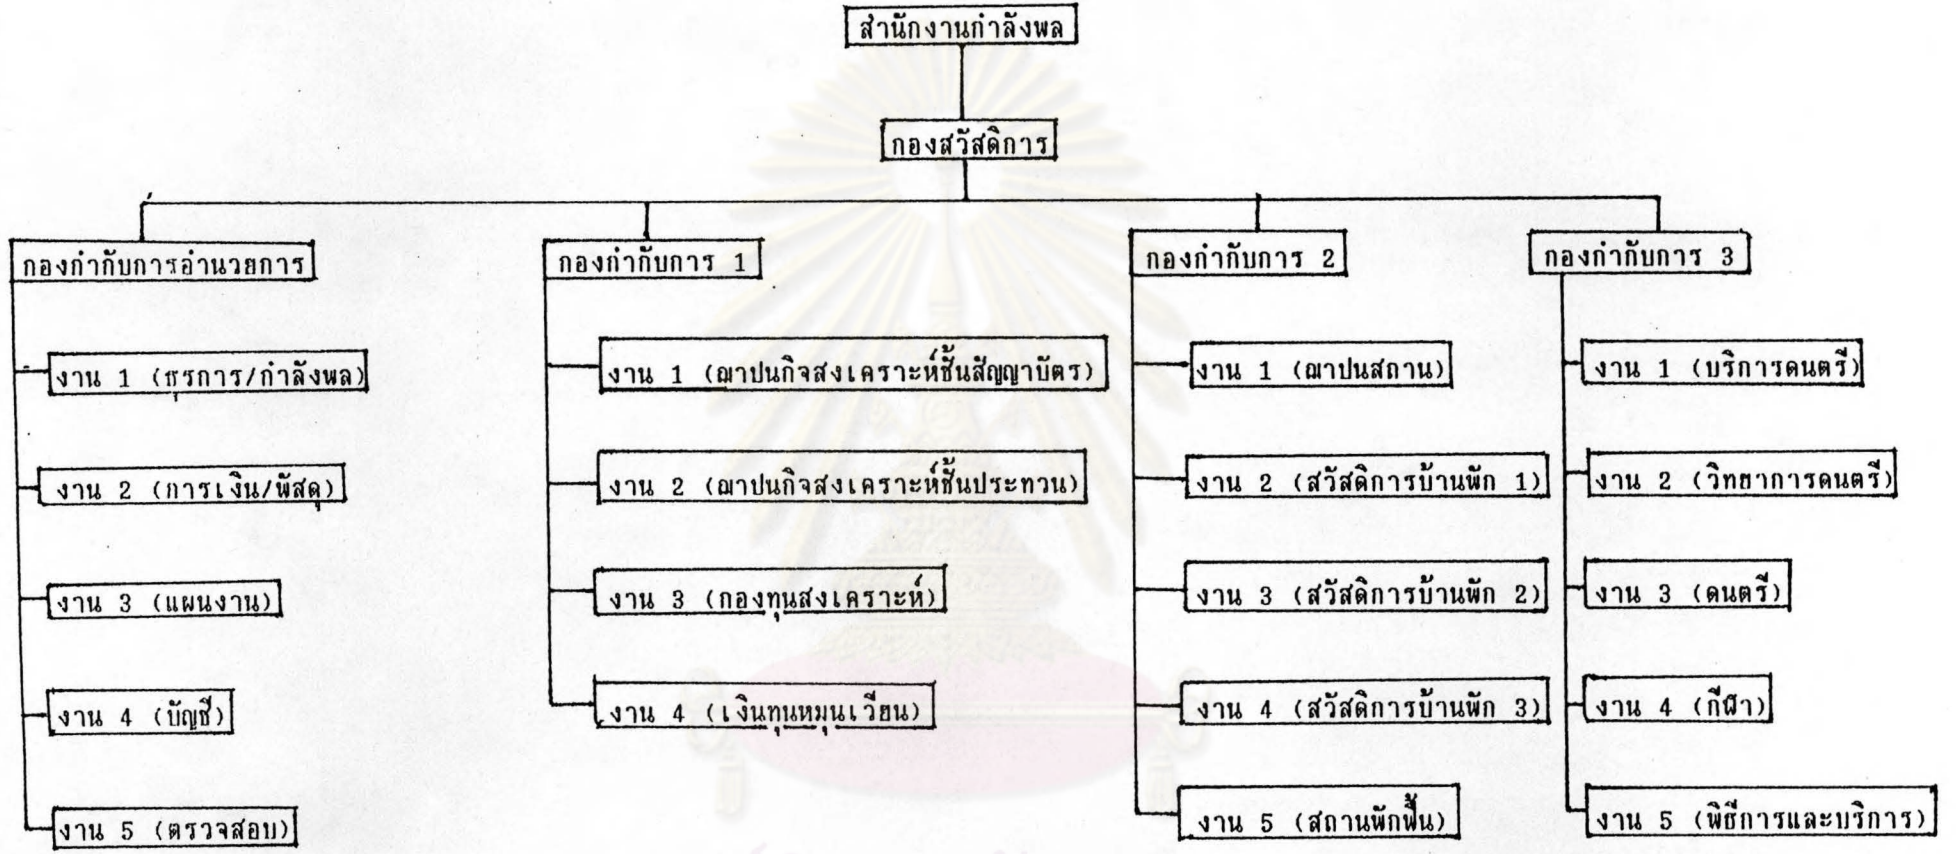 สำนักงานกำลังพล
กองสวัสดิการ
กองกำกับการอำนวยการ
งาน 1 (ธุรการ/กำลังพล)
งาน 2 (การเงิน/พัสดุ)
งาน 3 (แผนงาน)
งาน 4 (บัญชี)
งาน 5 (ตรวจสอบ)
กองกำกับการ 1
งาน 1 (ฌาปนกิจสงเคราะห์ชั้นสัญญาบัตร)
งาน 2 (ฌาปนกิจสงเคราะห์ชั้นประทวน)
งาน 3 (กองทุนสงเคราะห์)
งาน 4 (เงินทุนหมุนเวียน)
กองกำกับการ 2
งาน 1 (ฌาปนสถาน)
งาน 2 (สวัสดิการบ้านพัก 1)
งาน 3 (สวัสดิการบ้านพัก 2)
งาน 4 (สวัสดิการบ้านพัก 3)
งาน 5 (สถานพักฟื้น)
กองกำกับการ 3
งาน 1 (บริการดนตรี)
งาน 2 (วิทยาการดนตรี)
งาน 3 (ดนตรี)
งาน 4 (กีฬา)
งาน 5 (พิธีการและบริการ)